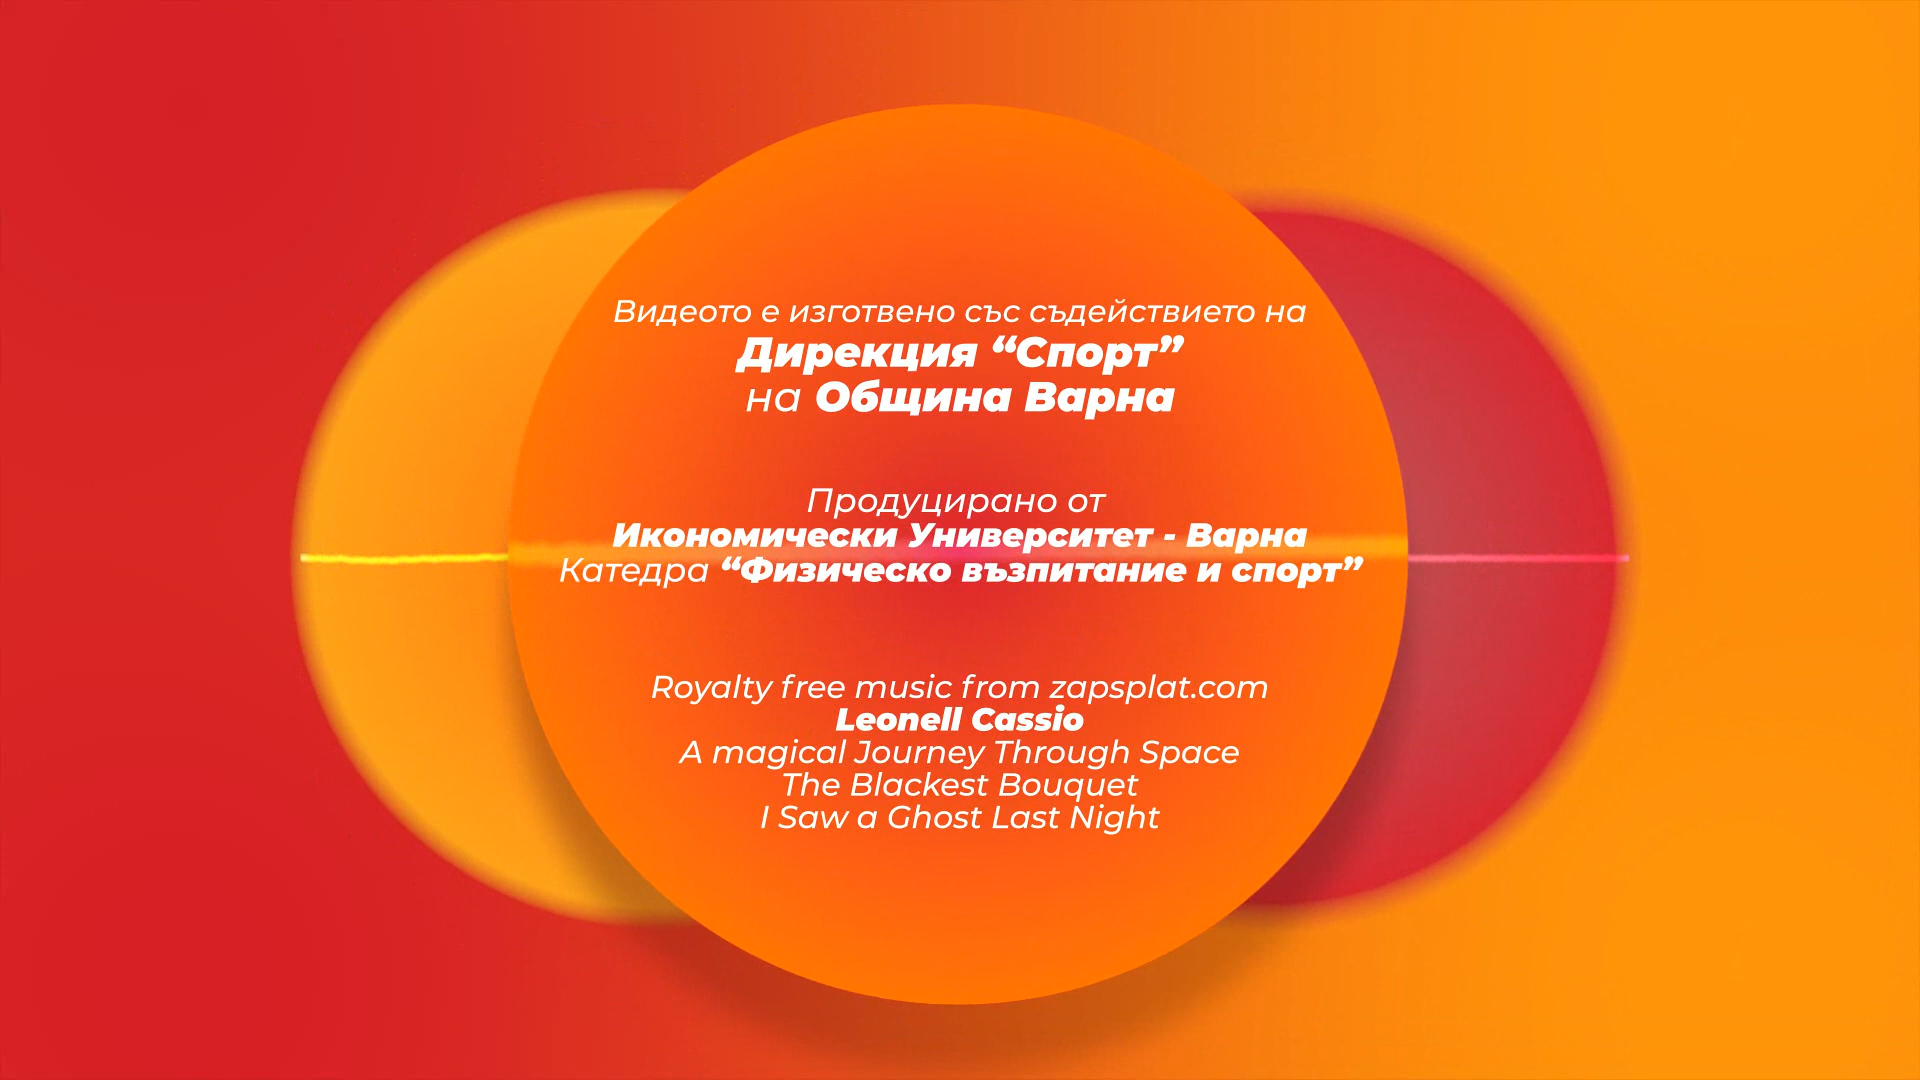 Видеото е изготвено със съдействието на
Дирекция “Спорт”
на Община Варна
Продуцирано от
Икономически Университет - Варна
Катедра “Физическо възпитание и спорт”
Royalty free music from zapsplat.com
Leonell Cassio
A magical Journey Through Space
The Blackest Bouquet
I Saw a Ghost Last Night